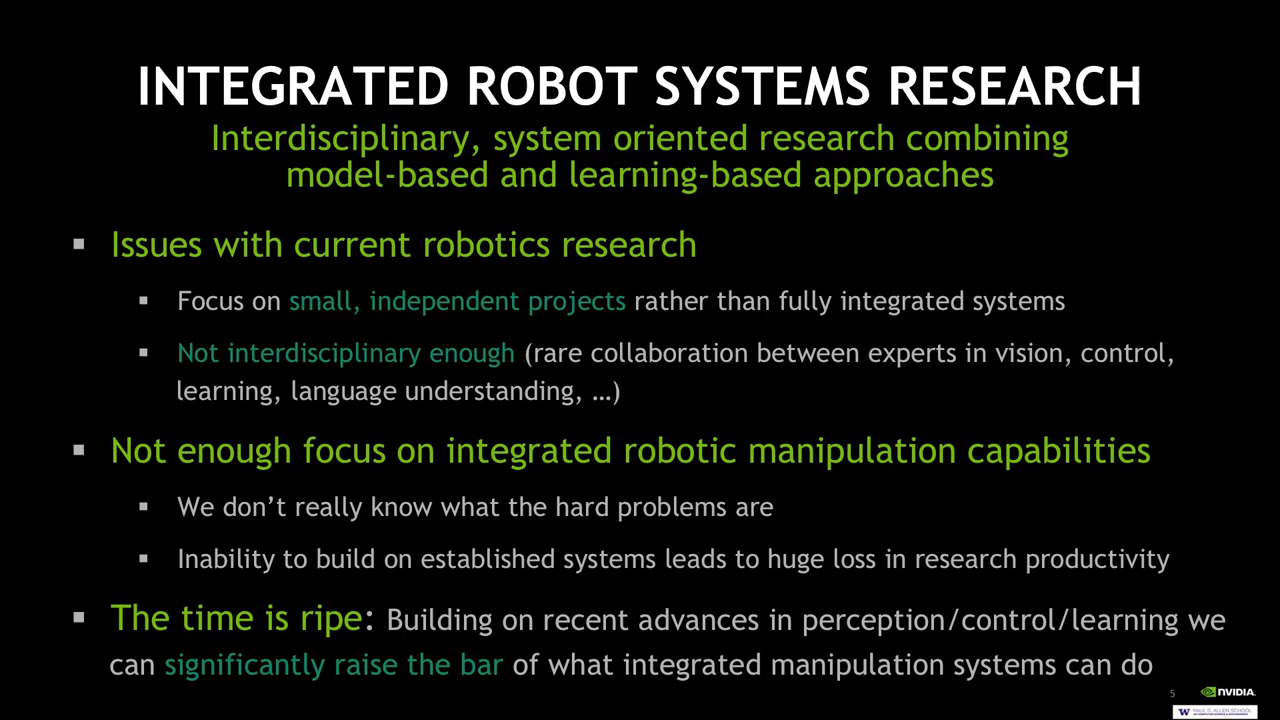 INTEGRATED ROBOT SYSTEMS RESEARCH
Interdisciplinary, system oriented research combining
model-based and learning-based approaches
▪ Issues with current robotics research
▪ Focus on small, independent projects rather than fully integrated systems
▪ Not interdisciplinary enough (rare collaboration between experts in vision, control,
learning, language understanding, …)
▪ Not enough focus on integrated robotic manipulation capabilities
▪ We don’t really know what the hard problems are
▪ Inability to build on established systems leads to huge loss in research productivity
▪ The time is ripe: Building on recent advances in perception/control/learning we
can significantly raise the bar of what integrated manipulation systems can do
5
NVIDIA.
W PAUL G. ALLEN SCHOOL